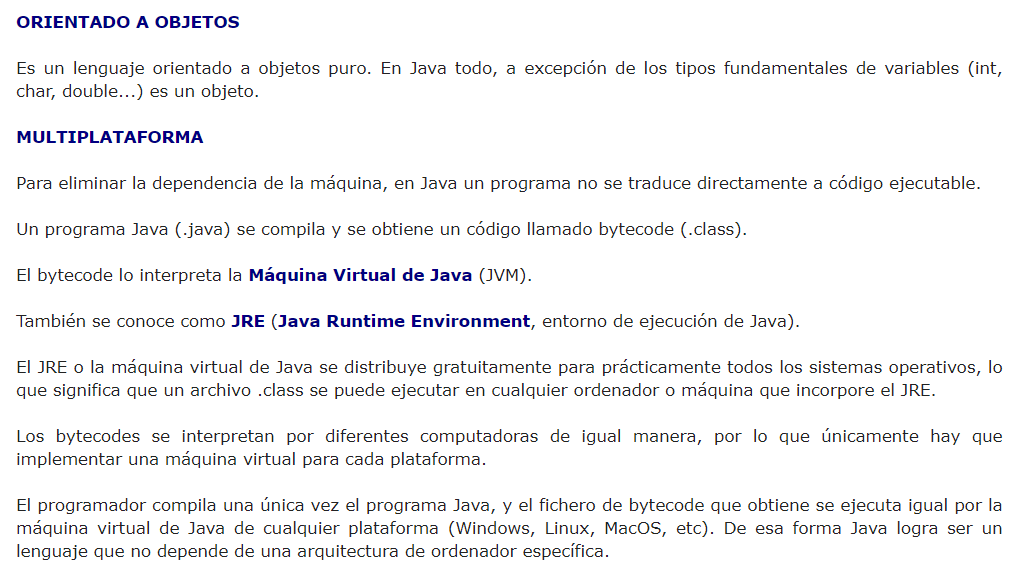 ORIENTADO A OBJETOS
Es un lenguaje orientado a objetos puro. En Java todo, a excepción de los tipos fundamentales de variables (int,
char, double...) es un objeto.
MULTIPLATAFORMA
Para eliminar la dependencia de la máquina, en Java un programa no se traduce directamente a código ejecutable.
Un programa Java (.java) se compila y se obtiene un código llamado bytecode (.class).
El bytecode lo interpreta la Máquina Virtual de Java (JVM).
También se conoce como JRE (Java Runtime Environment, entorno de ejecución de Java).
El JRE o la máquina virtual de Java se distribuye gratuitamente para prácticamente todos los sistemas operativos, lo
que significa que un archivo .class se puede ejecutar en cualquier ordenador o máquina que incorpore el JRE.
Los bytecodes se interpretan por diferentes computadoras de igual manera, por lo que únicamente hay que
implementar una máquina virtual para cada plataforma.
El programador compila una única vez el programa Java, y el fichero de bytecode que obtiene se ejecuta igual por la
máquina virtual de Java de cualquier plataforma (Windows, Linux, MacOS, etc). De esa forma Java logra ser un
lenguaje que no depende de una arquitectura de ordenador específica.